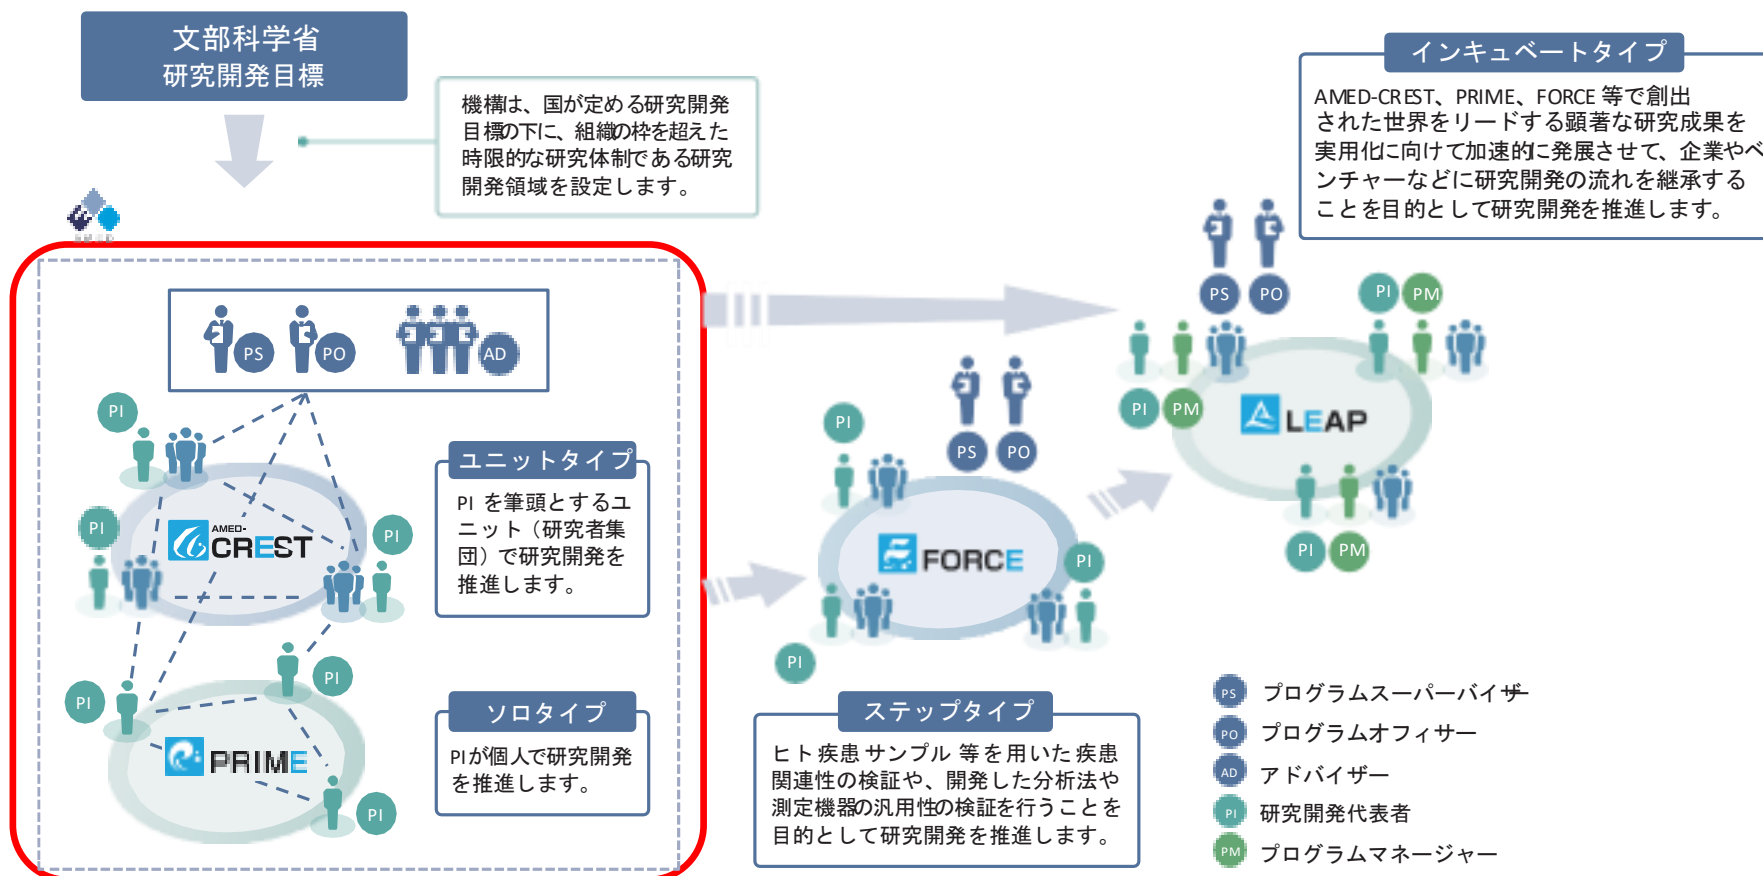 文部科学省
研究開発目標
機構は、国が定める研究開発
目標の下に、組織の枠を超えた
時限的な研究体制である研究
開発領域を設定します。
インキュベートタイプ
AMED-CREST、PRIME、FORCE 等で創出
された世界をリードする顕著な研究成果を
実用化に向けて加速的に発展させて、企業やベ
ンチャーなどに研究開発の流れを継承する
ことを目的として研究開発を推進します。
PS
PO
AD
PI
PI
PI
AMED-
CREST
ユニットタイプ
PI を筆頭とするユ
ニット（研究者集
団）で研究開発を
推進します。
PI
PI
PI
PRIME
ソロタイプ
PIが個人で研究開発
を推進します。
PS
PO
PI
PI
PI
FORCE
ステップタイプ
ヒト疾患サンプル等を用いた疾患
関連性の検証や、開発した分析法や
測定機器の汎用性の検証を行うことを
目的として研究開発を推進します。
PS
PO
PI
PM
PI
PM
LEAP
PI
PM
PS プログラムスーパーバイザー
PO プログラムオフィサー
AD アドバイザー
PI 研究開発代表者
PM プログラムマネージャー